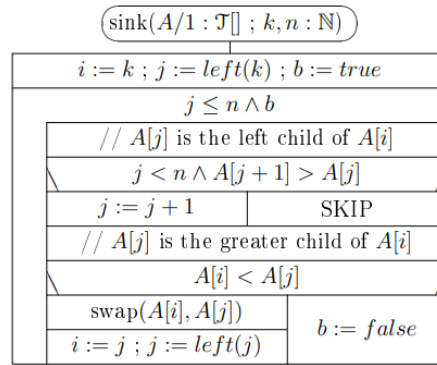 sink(A/1 : 𝒯[] ; k, n : ℕ)
i := k ; j := left(k) ; b := true
j ≤ n ∧ b
// A[j] is the left child of A[i]
j < n ∧ A[j + 1] > A[j]
j := j + 1 SKIP
// A[j] is the greater child of A[i]
A[i] < A[j]
swap(A[i], A[j])
i := j ; j := left(j)
b := false